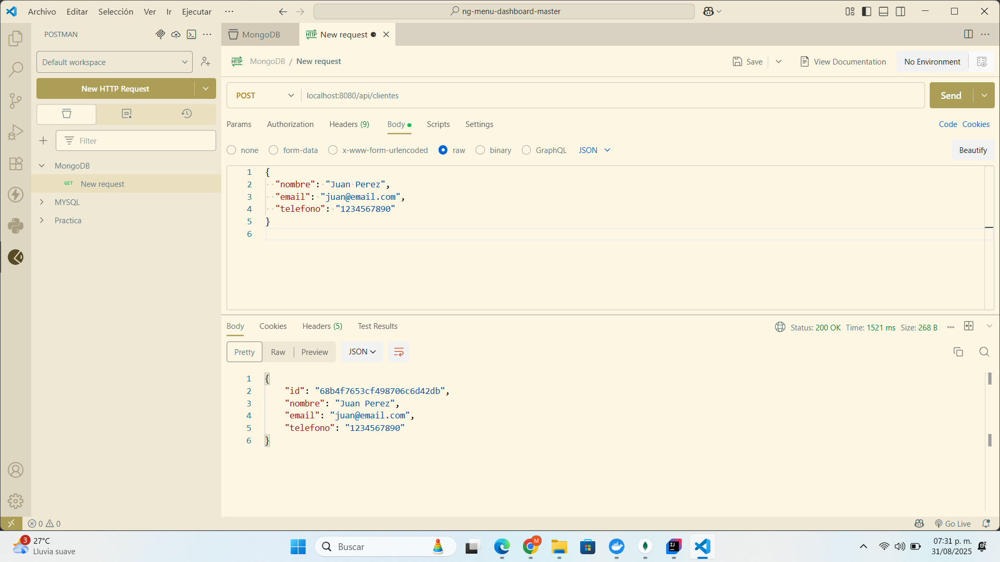 Archivo Editar Selección Ver Ir Ejecutar ··· ng-menu-dashboard-master
POSTMAN
MongoDB
HTTP New request
Default workspace
HTTP MongoDB / New request
Save
View Documentation
No Environment
New HTTP Request
POST
localhost:8080/api/clientes
Send
Params Authorization Headers (9) Body Scripts Settings
Code Cookies
Filter
none form-data x-www-form-urlencoded raw binary GraphQL JSON
Beautify
MongoDB
GET New request
MYSQL
Practica
1 {
2 "nombre": "Juan Perez",
3 "email": "juan@email.com",
4 "telefono": "1234567890"
5 }
6
Body Cookies Headers (5) Test Results
Status: 200 OK Time: 1521 ms Size: 268 B
Pretty Raw Preview JSON
1 {
2 "id": "68b4f7653cf498706c6d42db",
3 "nombre": "Juan Perez",
4 "email": "juan@email.com",
5 "telefono": "1234567890"
6 }
0 0
Go Live
3
27°C
Lluvia suave
Buscar
M
IJ
07:31 p. m.
31/08/2025